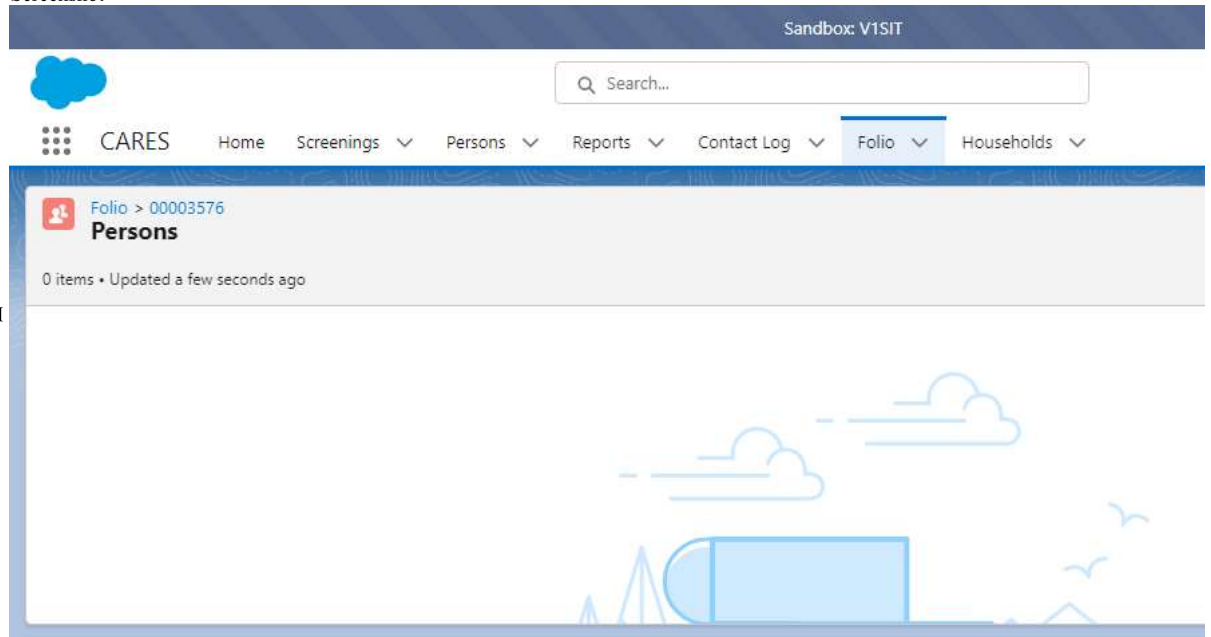 Sandbox: V1SIT
Search...
CARES Home Screenings Persons Reports Contact Log Folio Households
Folio > 00003576
Persons
0 items • Updated a few seconds ago